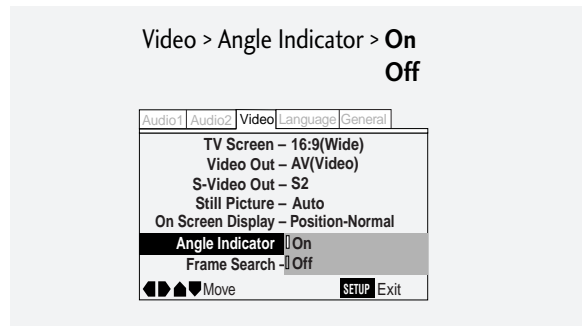 Video > Angle Indicator > On
Off
Audio1 Audio2 Video Language General
TV Screen – 16:9(Wide)
Video Out – AV(Video)
S-Video Out – S2
Still Picture – Auto
On Screen Display – Position-Normal
Angle Indicator On
Frame Search - Off
Move SETUP Exit